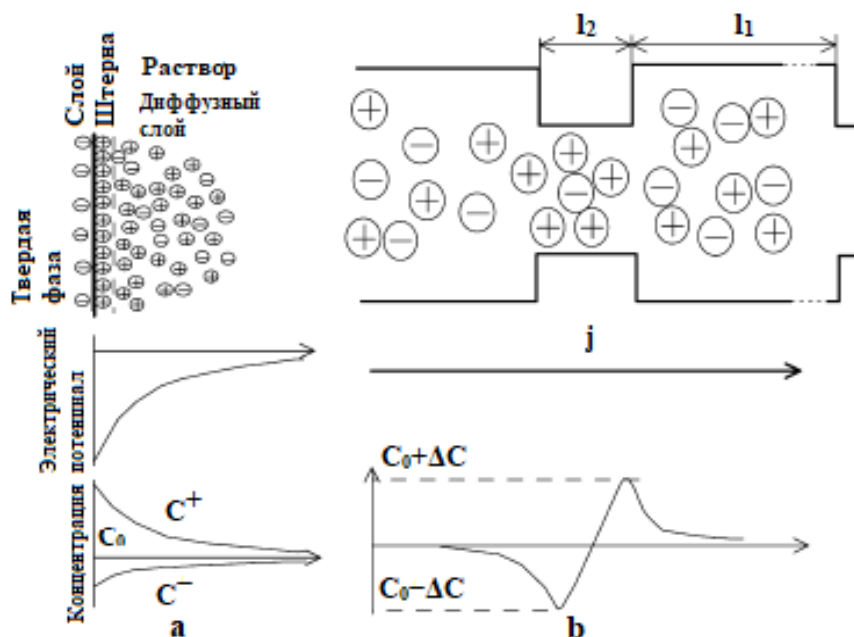 Слой
Штерна
Раствор
Диффузный
слой
Твердая
фаза
Электрический
потенциал
Концентрация
C₀
C⁺
C⁻
a
l₂
l₁
j
C₀+ΔC
C₀−ΔC
b